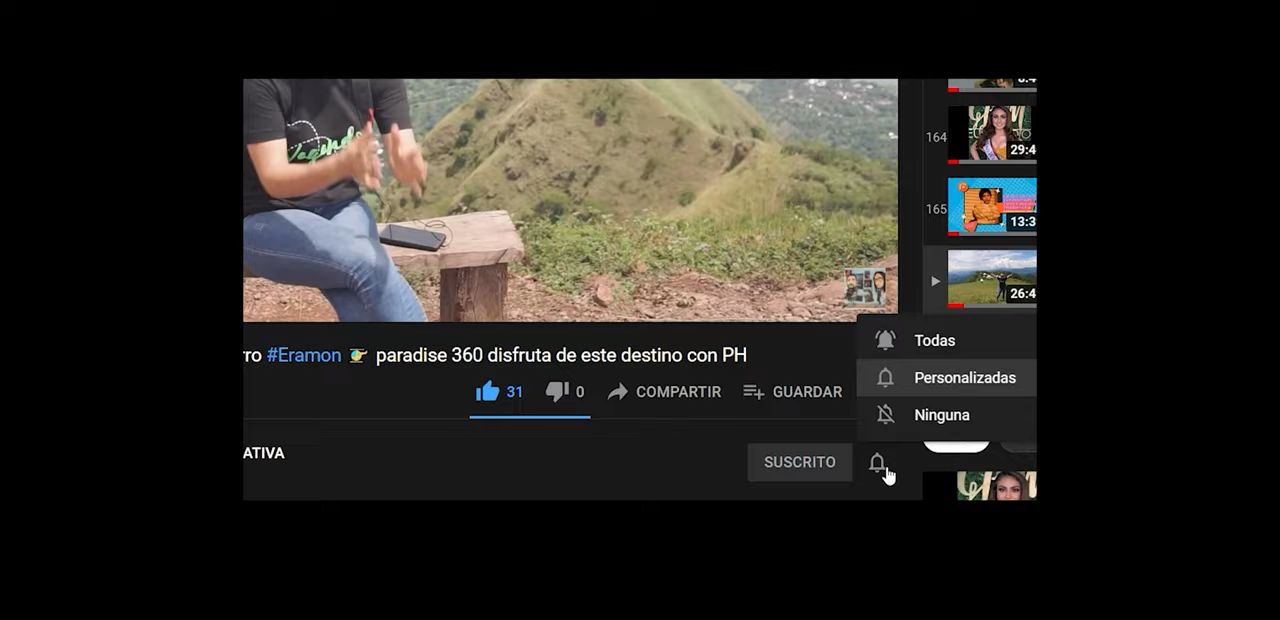 164
29:4
165
13:3
26:4
rro #Eramon paradise 360 disfruta de este destino con PH
31 0 COMPARTIR GUARDAR
Todas
Personalizadas
Ninguna
ATIVA
SUSCRITO